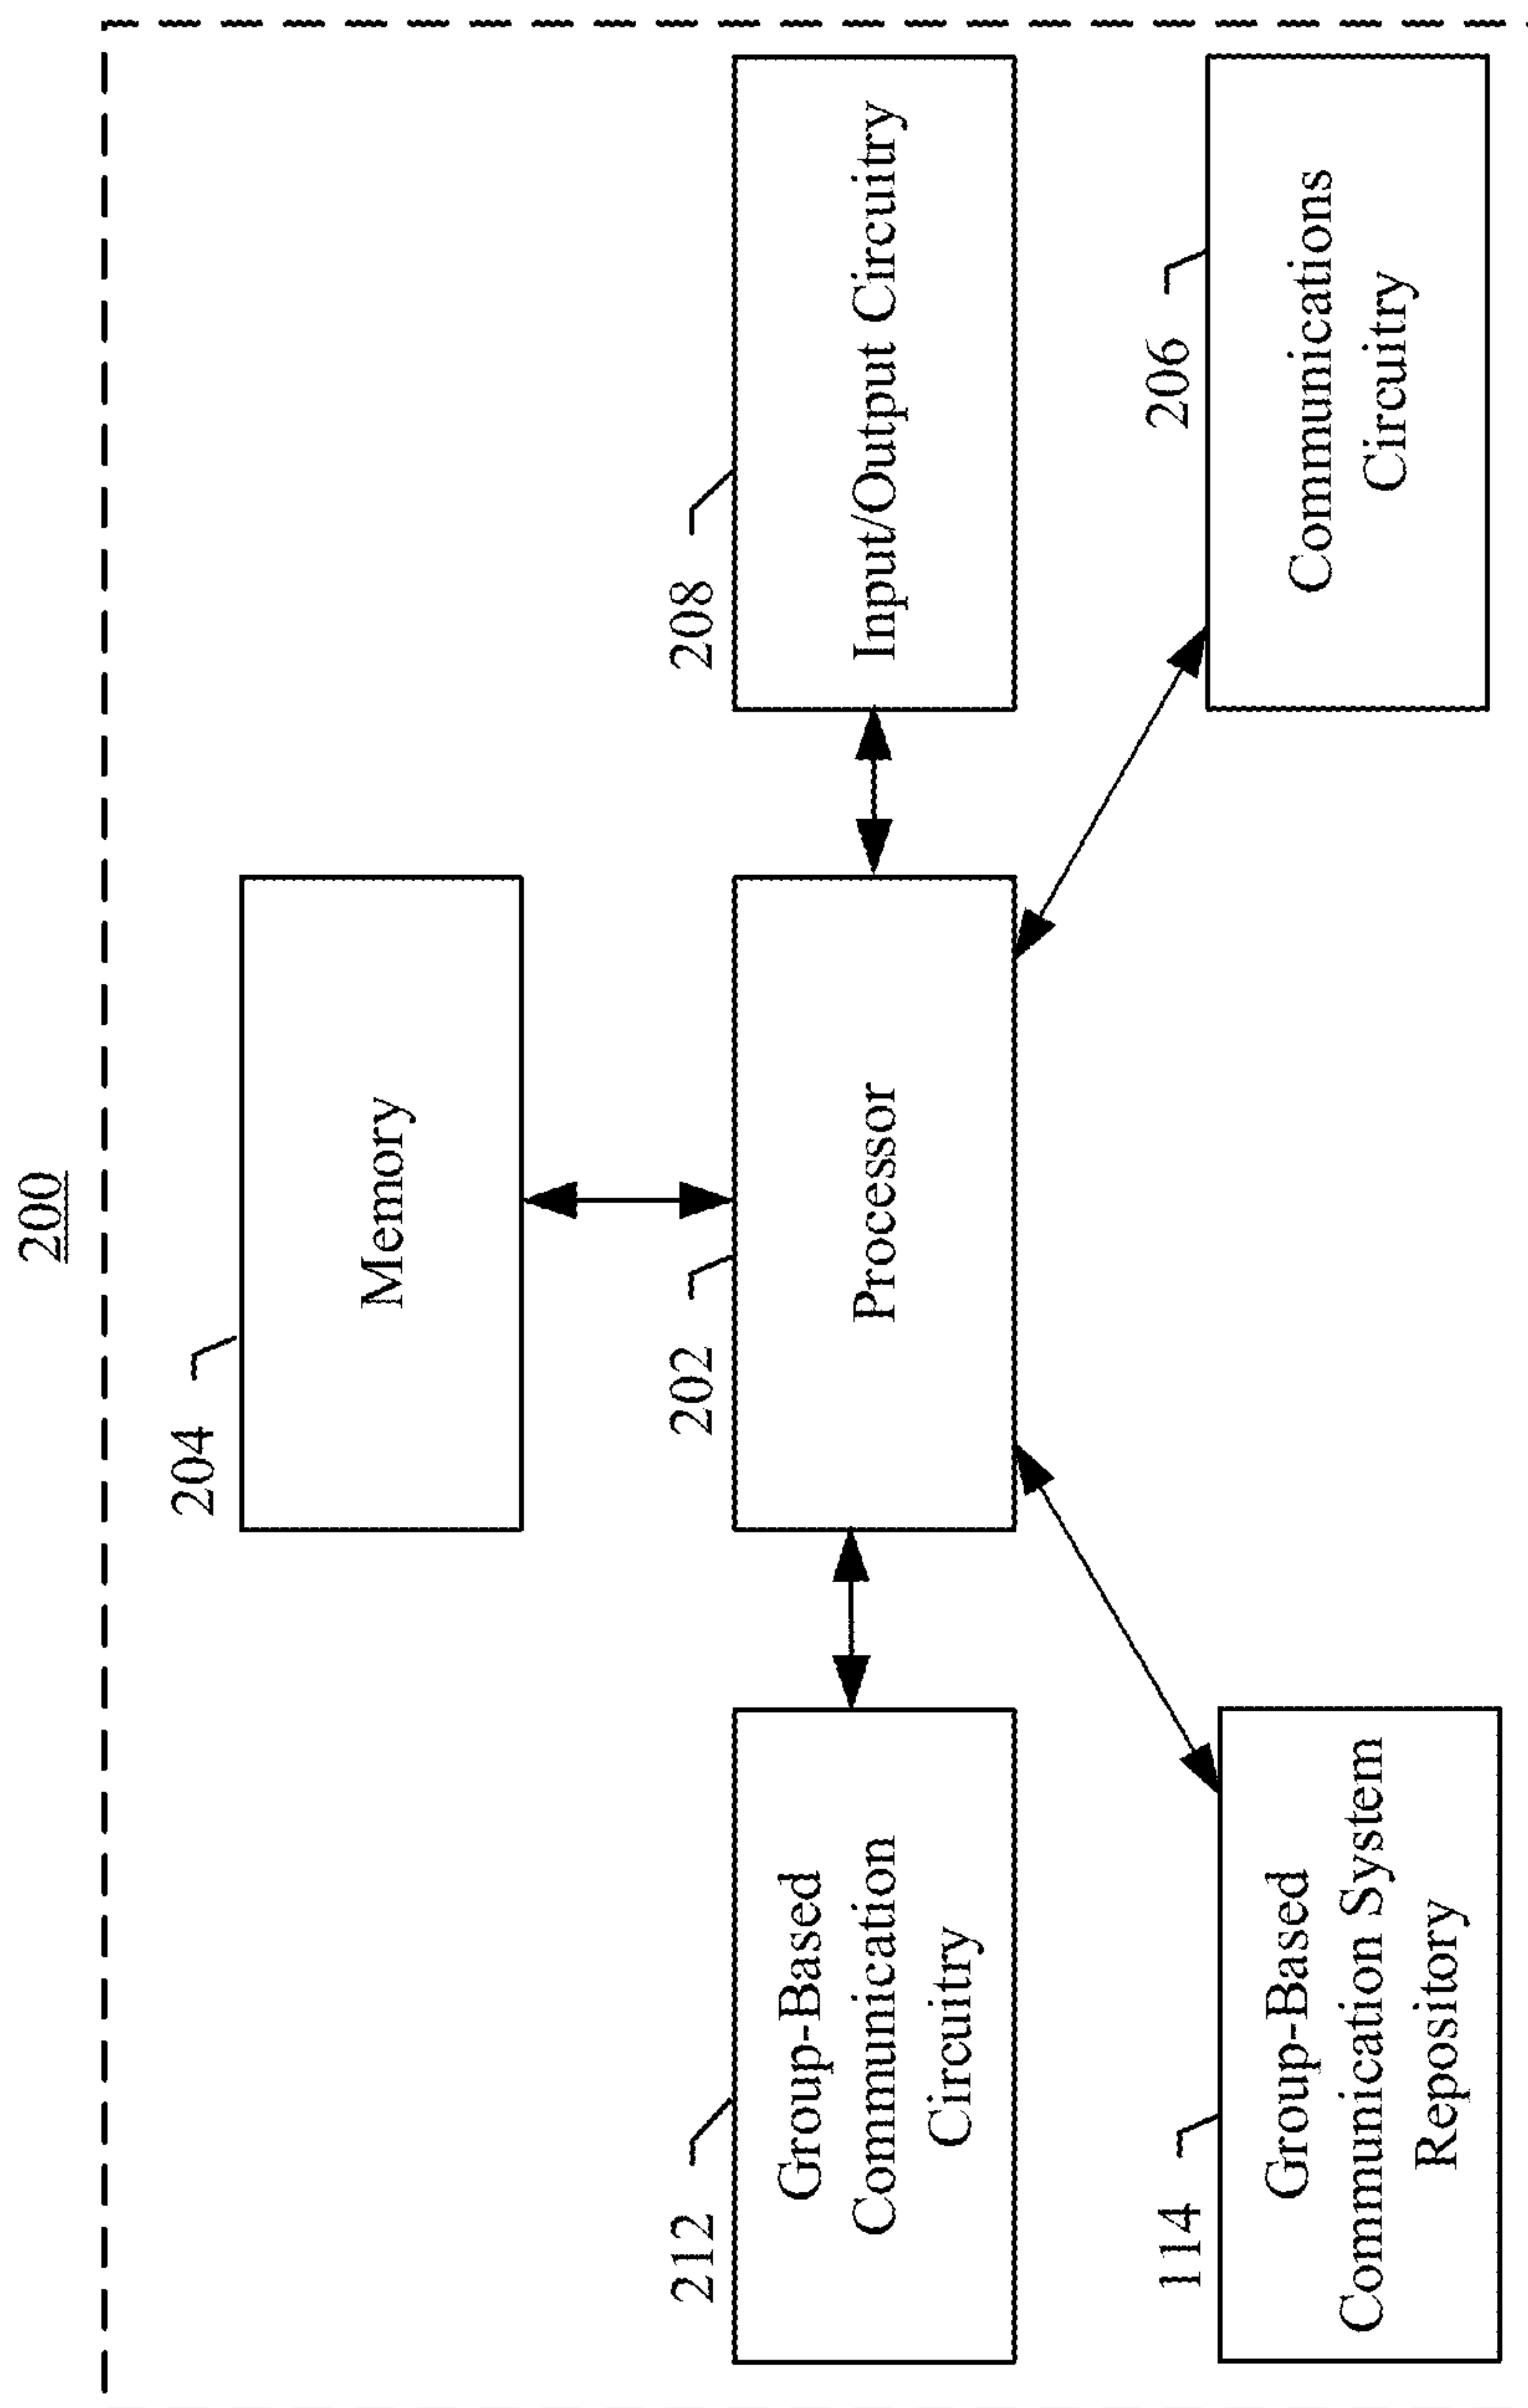 200
204
Memory
212
Group-Based
Communication
Circuitry
202
Processor
208
Input/Output Circuitry
114
Group-Based
Communication System
Repository
206
Communications
Circuitry